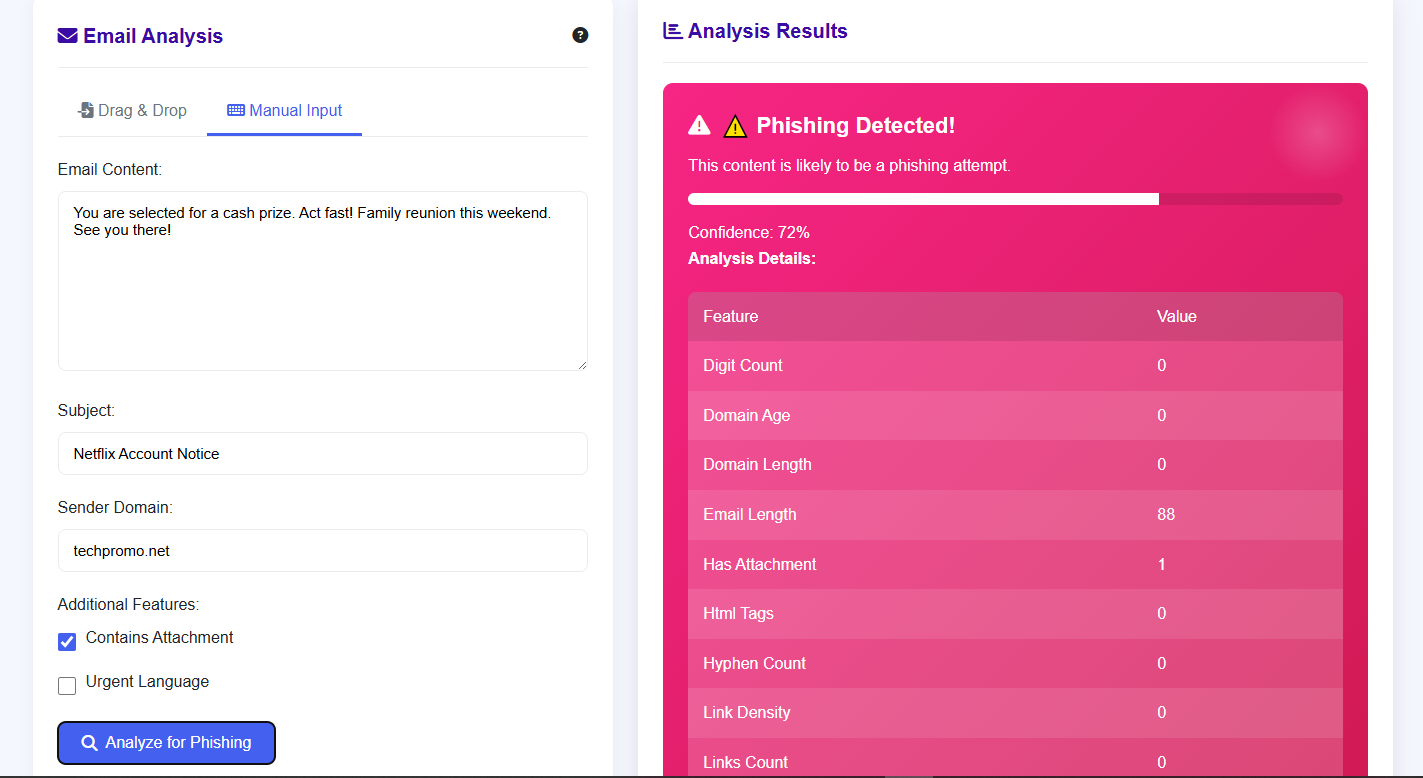 Email Analysis
Drag & Drop
Manual Input
Email Content:
You are selected for a cash prize. Act fast! Family reunion this weekend.
See you there!
Subject:
Netflix Account Notice
Sender Domain:
techpromo.net
Additional Features:
Contains Attachment
Urgent Language
Analyze for Phishing
Analysis Results
Phishing Detected!
This content is likely to be a phishing attempt.
Confidence: 72%
Analysis Details:
Feature Value
Digit Count 0
Domain Age 0
Domain Length 0
Email Length 88
Has Attachment 1
Html Tags 0
Hyphen Count 0
Link Density 0
Links Count 0